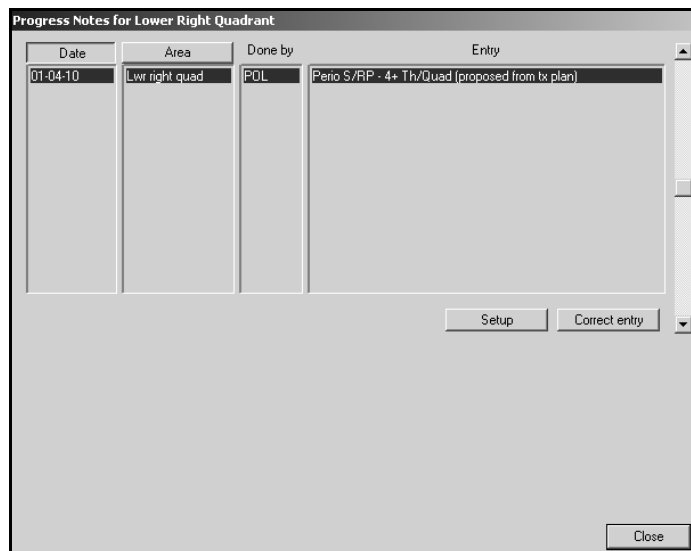 Progress Notes for Lower Right Quadrant
Date Area Done by Entry
01-04-10 Lwr right quad POL Perio S/RP - 4+ Th/Quad (proposed from tx plan)
Setup Correct entry
Close